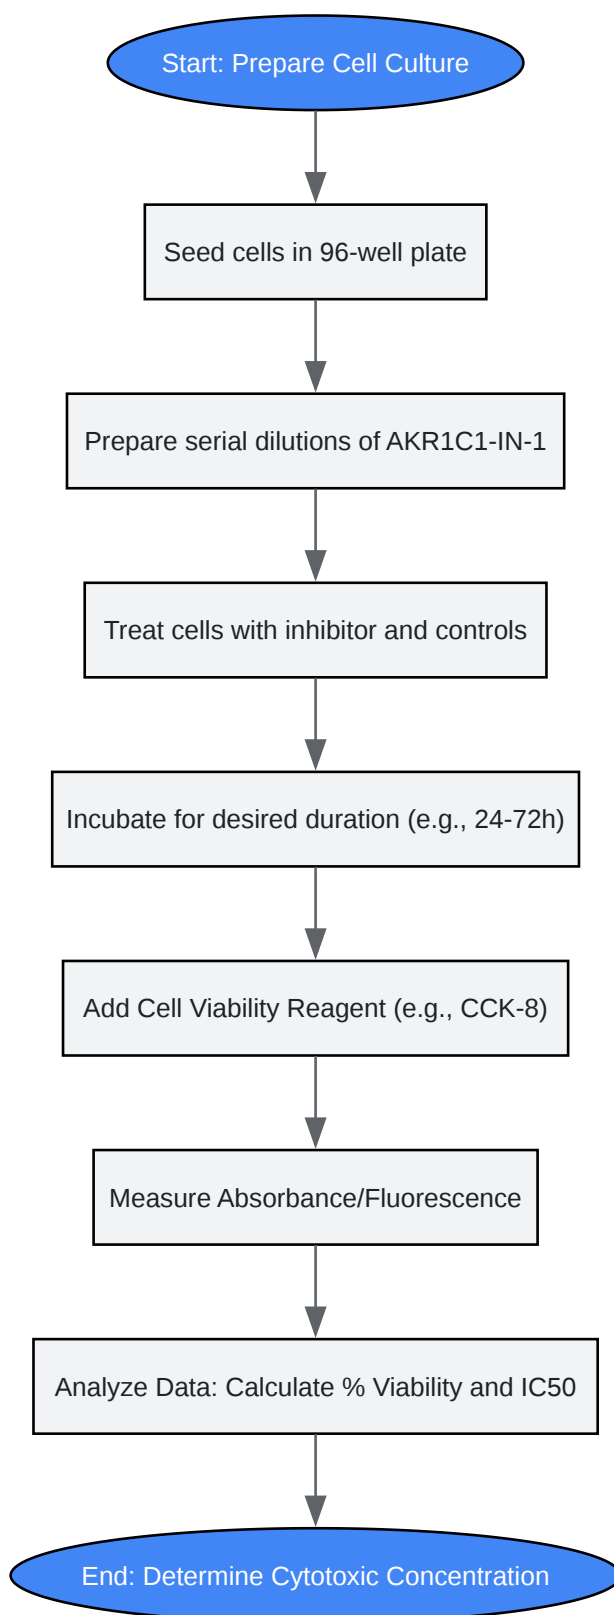 Start: Prepare Cell Culture
Seed cells in 96-well plate
Prepare serial dilutions of AKR1C1-IN-1
Treat cells with inhibitor and controls
Incubate for desired duration (e.g., 24-72h)
Add Cell Viability Reagent (e.g., CCK-8)
Measure Absorbance/Fluorescence
Analyze Data: Calculate % Viability and IC50
End: Determine Cytotoxic Concentration